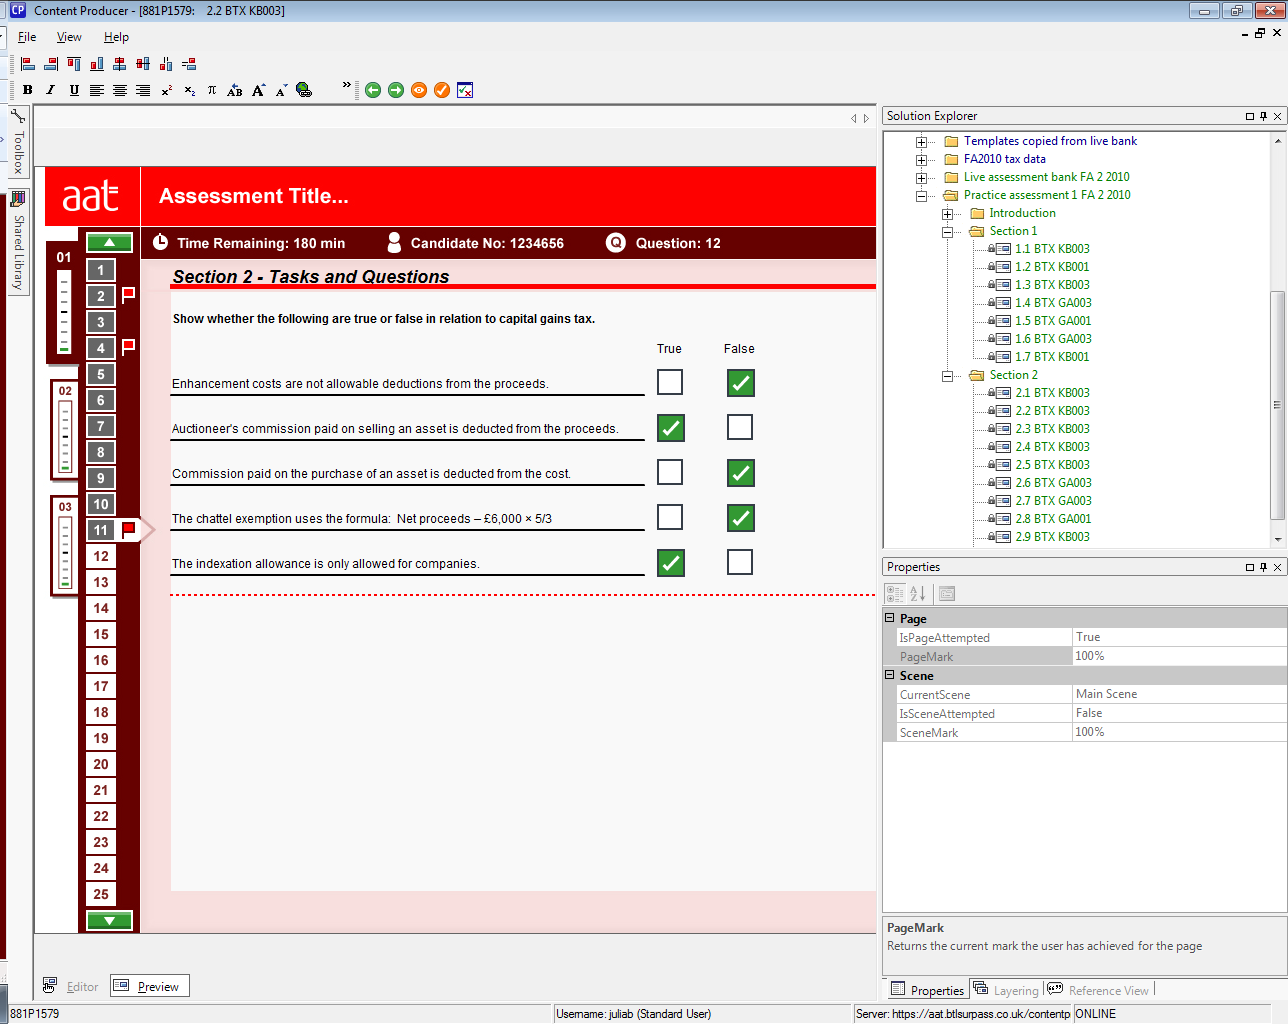 Content Producer - [881P1579:    2.2 BTX KB003]
File View Help
B I U x² x₂ π AB A A »
Toolbox
Shared Library
aat
Assessment Title...
Time Remaining: 180 min Candidate No: 1234656 Question: 12
01
02
03
1
2
3
4
5
6
7
8
9
10
11
12
13
14
15
16
17
18
19
20
21
22
23
24
25
Section 2 - Tasks and Questions
Show whether the following are true or false in relation to capital gains tax.
True False
Enhancement costs are not allowable deductions from the proceeds.
Auctioneer's commission paid on selling an asset is deducted from the proceeds.
Commission paid on the purchase of an asset is deducted from the cost.
The chattel exemption uses the formula:  Net proceeds – £6,000 × 5/3
The indexation allowance is only allowed for companies.
Editor Preview
Solution Explorer
Templates copied from live bank
FA2010 tax data
Live assessment bank FA 2 2010
Practice assessment 1 FA 2 2010
Introduction
Section 1
1.1 BTX KB003
1.2 BTX KB001
1.3 BTX KB003
1.4 BTX GA003
1.5 BTX GA001
1.6 BTX GA003
1.7 BTX KB001
Section 2
2.1 BTX KB003
2.2 BTX KB003
2.3 BTX KB003
2.4 BTX KB003
2.5 BTX KB003
2.6 BTX GA003
2.7 BTX GA003
2.8 BTX GA001
2.9 BTX KB003
Properties
Page
IsPageAttempted True
PageMark 100%
Scene
CurrentScene Main Scene
IsSceneAttempted False
SceneMark 100%
PageMark
Returns the current mark the user has achieved for the page
Properties Layering Reference View
881P1579 Username: juliab (Standard User) Server: https://aat.btlsurpass.co.uk/contentp ONLINE